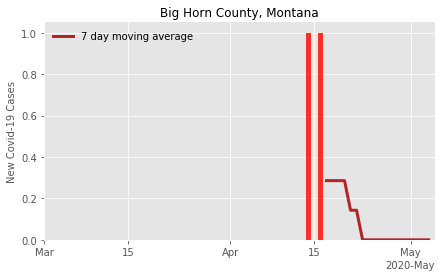 Big Horn County, Montana
7 day moving average
New Covid-19 Cases
1.0
0.8
0.6
0.4
0.2
0.0
Mar
15
Apr
15
May
2020-May